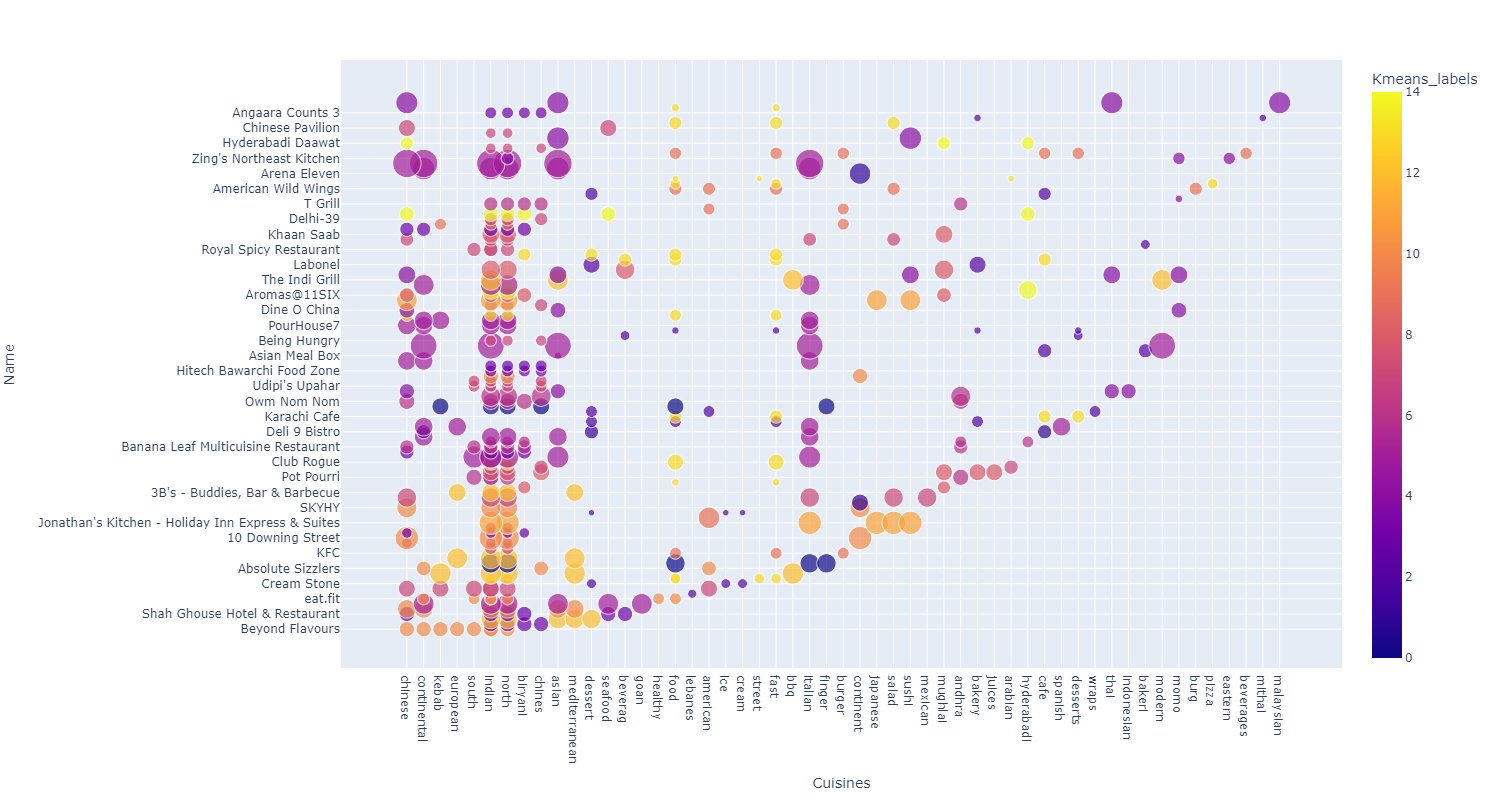 Kmeans_labels
14
12
10
8
6
4
2
0
Name
Angaara Counts 3
Chinese Pavilion
Hyderabadi Daawat
Zing's Northeast Kitchen
Arena Eleven
American Wild Wings
T Grill
Delhi-39
Khaan Saab
Royal Spicy Restaurant
Labonel
The Indi Grill
Aromas@11SIX
Dine O China
PourHouse7
Being Hungry
Asian Meal Box
Hitech Bawarchi Food Zone
Udipi's Upahar
Owm Nom Nom
Karachi Cafe
Deli 9 Bistro
Banana Leaf Multicuisine Restaurant
Club Rogue
Pot Pourri
3B's - Buddies, Bar & Barbecue
SKYHY
Jonathan's Kitchen - Holiday Inn Express & Suites
10 Downing Street
KFC
Absolute Sizzlers
Cream Stone
eat.fit
Shah Ghouse Hotel & Restaurant
Beyond Flavours
chinese
continental
kebab
european
south
indian
north
biryani
chines
asian
mediterranean
dessert
seafood
beverag
goan
healthy
food
lebanes
american
ice
cream
street
fast
bbq
italian
finger
burger
continent
japanese
salad
sushi
mexican
mughlai
andhra
bakery
juices
arabian
hyderabadi
cafe
spanish
desserts
wraps
thai
indonesian
bakeri
modern
momo
burg
pizza
eastern
beverages
mithai
malaysian
Cuisines